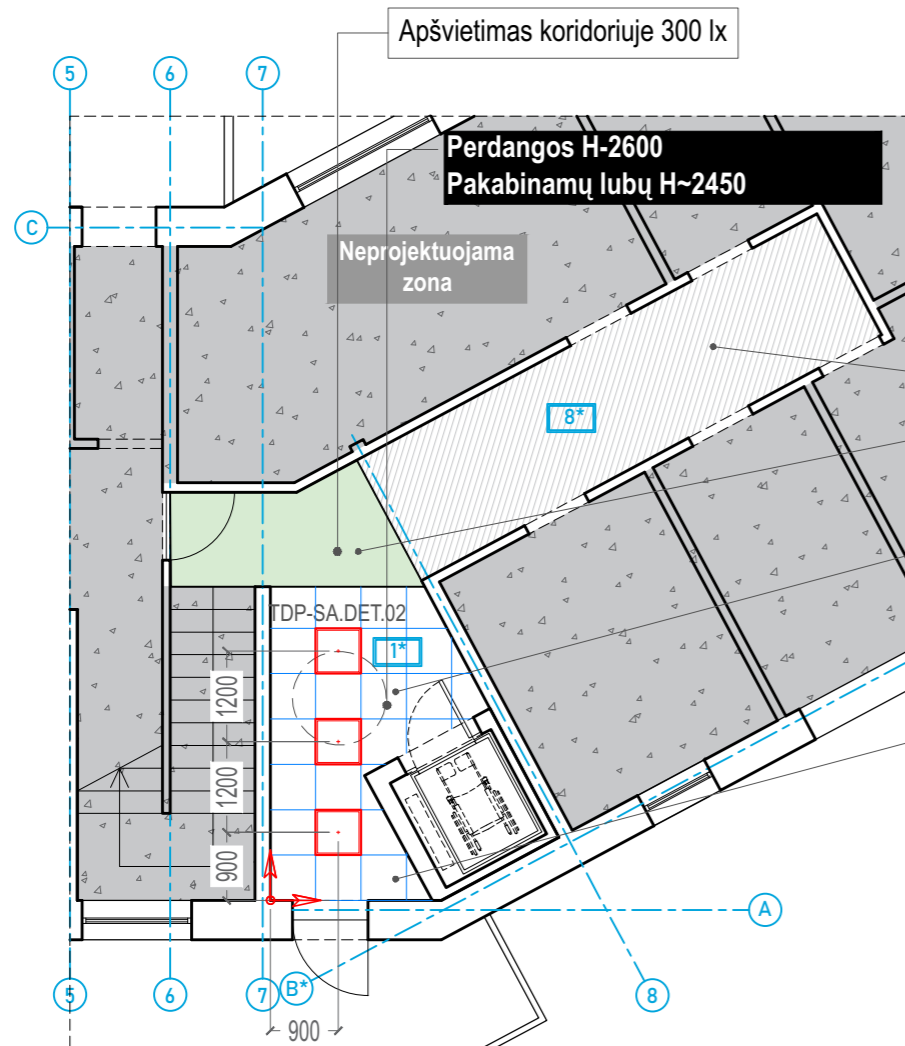 Apšvietimas koridoriuje 300 lx
5
6
7
Perdangos H-2600
Pakabinamų lubų H~2450
C
Neprojektuojama
zona
8*
TDP-SA.DET.02
1*
1200
1200
900
A
5
6
7
B*
8
900